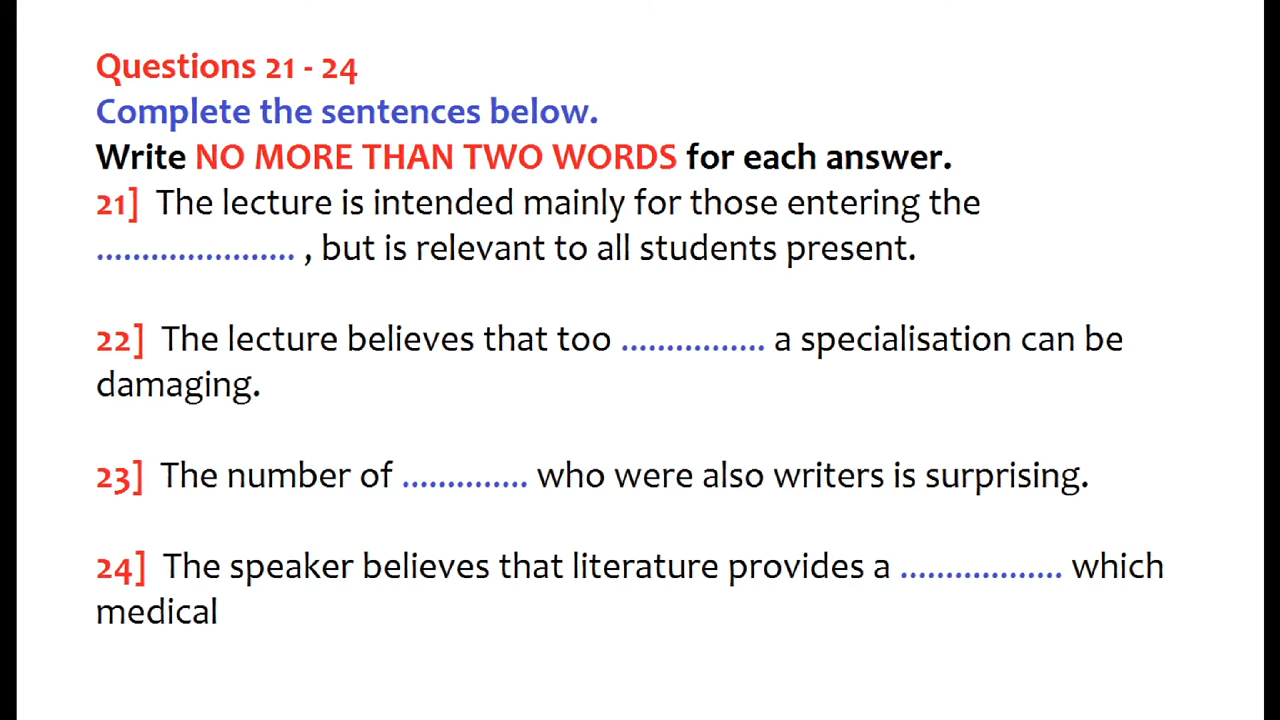 Questions 21 - 24
Complete the sentences below.
Write NO MORE THAN TWO WORDS for each answer.
21] The lecture is intended mainly for those entering the
...................... , but is relevant to all students present.
22] The lecture believes that too ................ a specialisation can be
damaging.
23] The number of .............. who were also writers is surprising.
24] The speaker believes that literature provides a .................. which
medical